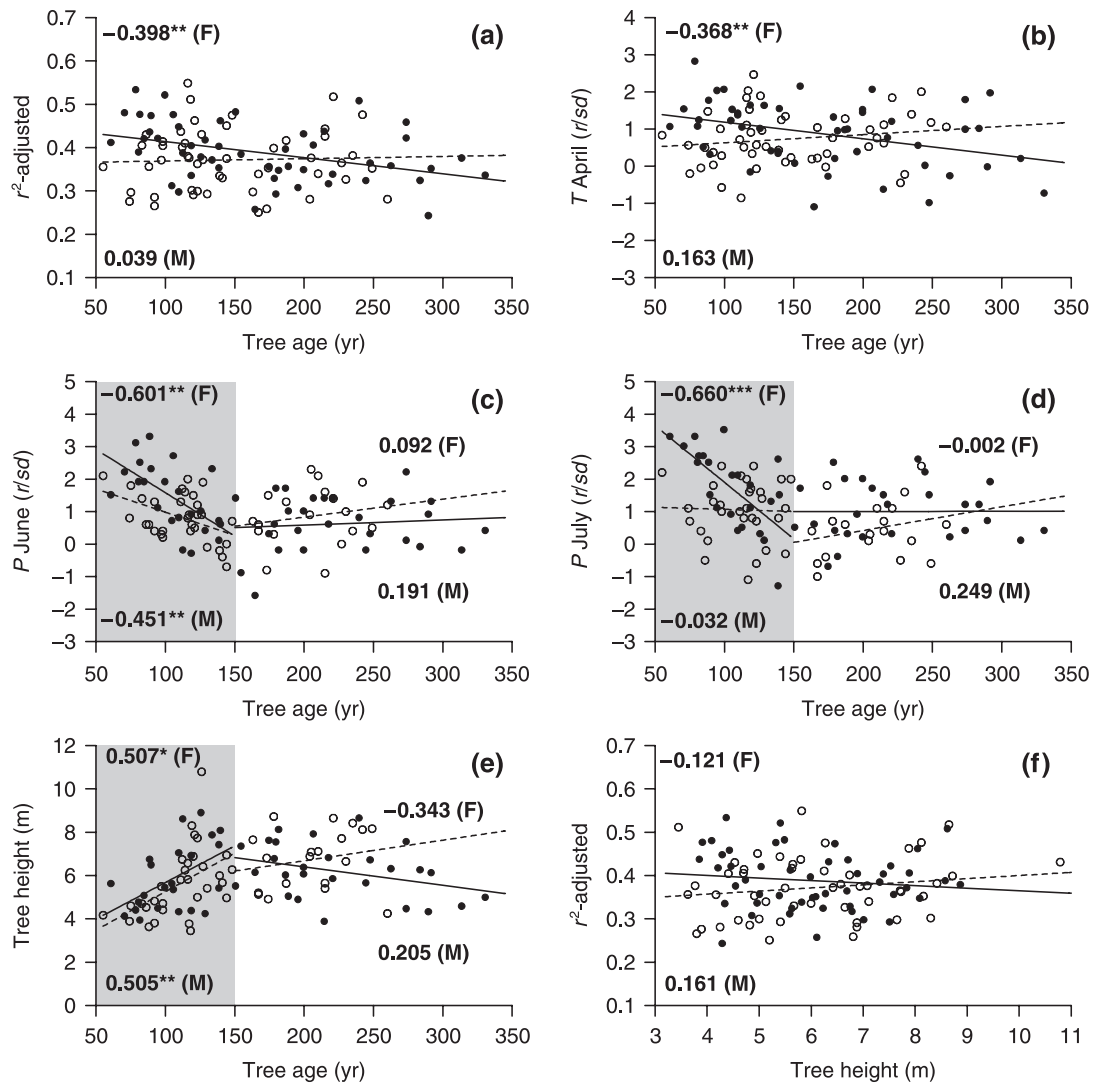 −0.398** (F)
(a)
0.039 (M)
r²-adjusted
0.7
0.6
0.5
0.4
0.3
0.2
0.1
50 100 150 200 250 300 350
Tree age (yr)
−0.368** (F)
(b)
0.163 (M)
T April (r/sd)
4
3
2
1
0
−1
−2
−3
50 100 150 200 250 300 350
Tree age (yr)
−0.601** (F)
(c)
0.092 (F)
0.191 (M)
−0.451** (M)
P June (r/sd)
5
4
3
2
1
0
−1
−2
−3
50 100 150 200 250 300 350
Tree age (yr)
−0.660*** (F)
(d)
−0.002 (F)
0.249 (M)
−0.032 (M)
P July (r/sd)
5
4
3
2
1
0
−1
−2
−3
50 100 150 200 250 300 350
Tree age (yr)
0.507* (F)
(e)
−0.343 (F)
0.205 (M)
0.505** (M)
Tree height (m)
12
10
8
6
4
2
0
50 100 150 200 250 300 350
Tree age (yr)
−0.121 (F)
(f)
0.161 (M)
r²-adjusted
0.7
0.6
0.5
0.4
0.3
0.2
0.1
3 4 5 6 7 8 9 10 11
Tree height (m)